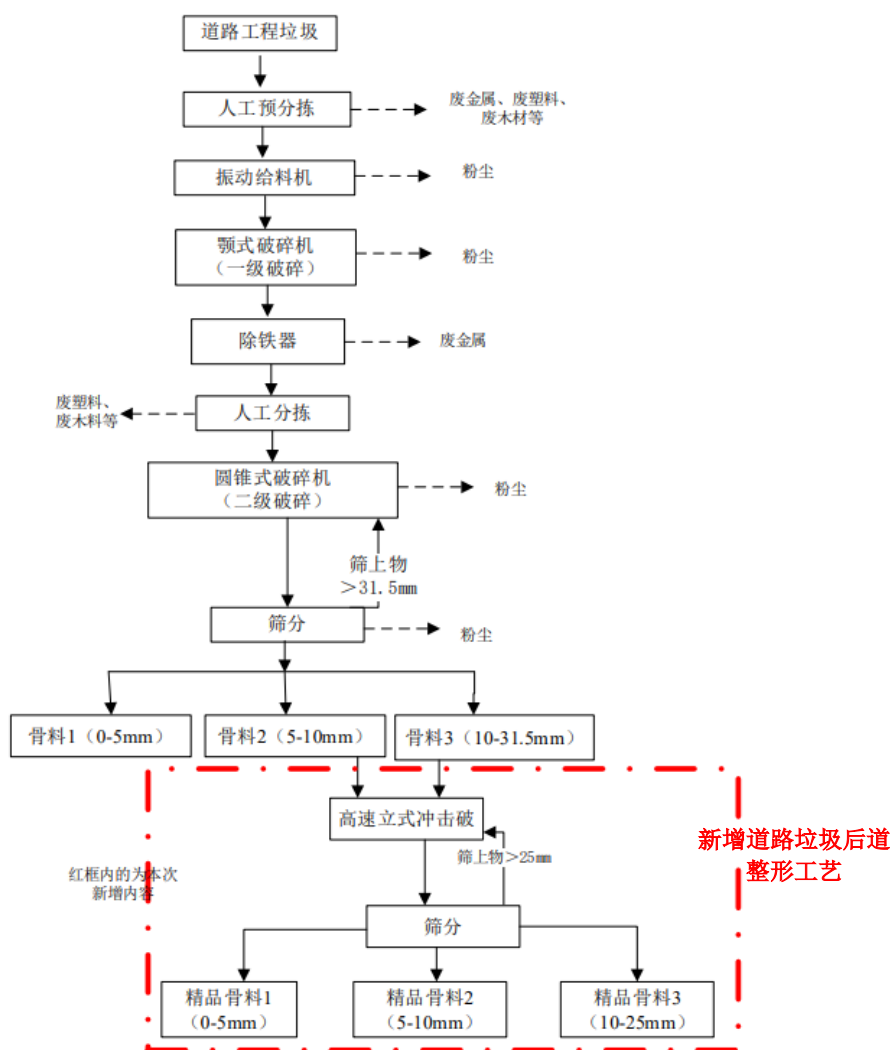 道路工程垃圾
人工预分拣
废金属、废塑料、
废木材等
振动给料机
粉尘
颚式破碎机
（一级破碎）
粉尘
除铁器
废金属
废塑料、
废木料等
人工分拣
圆锥式破碎机
（二级破碎）
粉尘
筛上物
＞31.5mm
筛分
粉尘
骨料1（0-5mm）
骨料2（5-10mm）
骨料3（10-31.5mm）
高速立式冲击破
新增道路垃圾后道
整形工艺
筛上物＞25mm
红框内的为本次
新增内容
筛分
精品骨料1
（0-5mm）
精品骨料2
（5-10mm）
精品骨料3
（10-25mm）